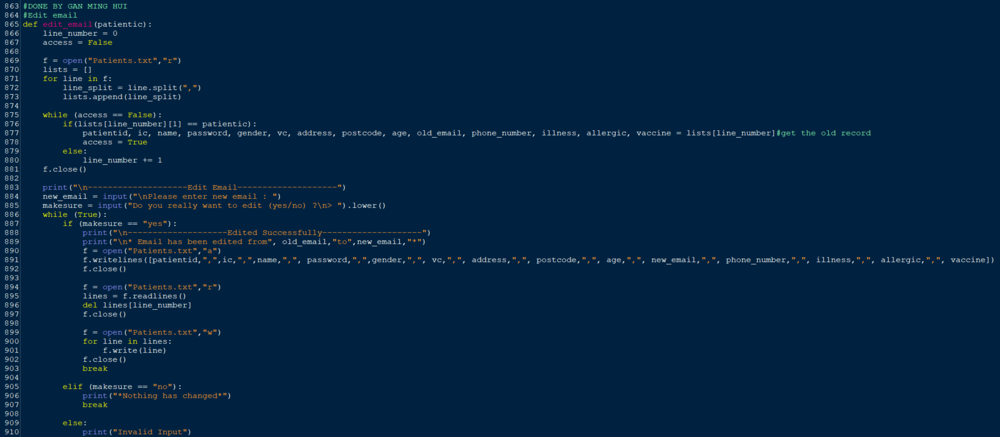 863 #DONE BY GAN MING HUI
864 #Edit email
865 def edit_email(patientic):
866     line_number = 0
867     access = False
868
869     f = open("Patients.txt","r")
870     lists = []
871     for line in f:
872         line_split = line.split(",")
873         lists.append(line_split)
874
875     while (access == False):
876         if(lists[line_number][1] == patientic):
877             patientid, ic, name, password, gender, vc, address, postcode, age, old_email, phone_number, illness, allergic, vaccine = lists[line_number]#get the old record
878             access = True
879         else:
880             line_number += 1
881     f.close()
882
883     print("\n--------------------Edit Email--------------------")
884     new_email = input("\nPlease enter new email : ")
885     makesure = input("Do you really want to edit (yes/no) ?\n> ").lower()
886     while (True):
887         if (makesure == "yes"):
888             print("\n--------------------Edited Successfully--------------------")
889             print("\n* Email has been edited from", old_email,"to",new_email,"*")
890             f = open("Patients.txt","a")
891             f.writelines([patientid,",",ic,",",name,",", password,",",gender,",", vc,",", address,",", postcode,",", age,",", new_email,",", phone_number,",", illness,",", allergic,",", vaccine])
892             f.close()
893
894             f = open("Patients.txt","r")
895             lines = f.readlines()
896             del lines[line_number]
897             f.close()
898
899             f = open("Patients.txt","w")
900             for line in lines:
901                 f.write(line)
902             f.close()
903             break
904
905         elif (makesure == "no"):
906             print("*Nothing has changed*")
907             break
908
909         else:
910             print("Invalid Input")